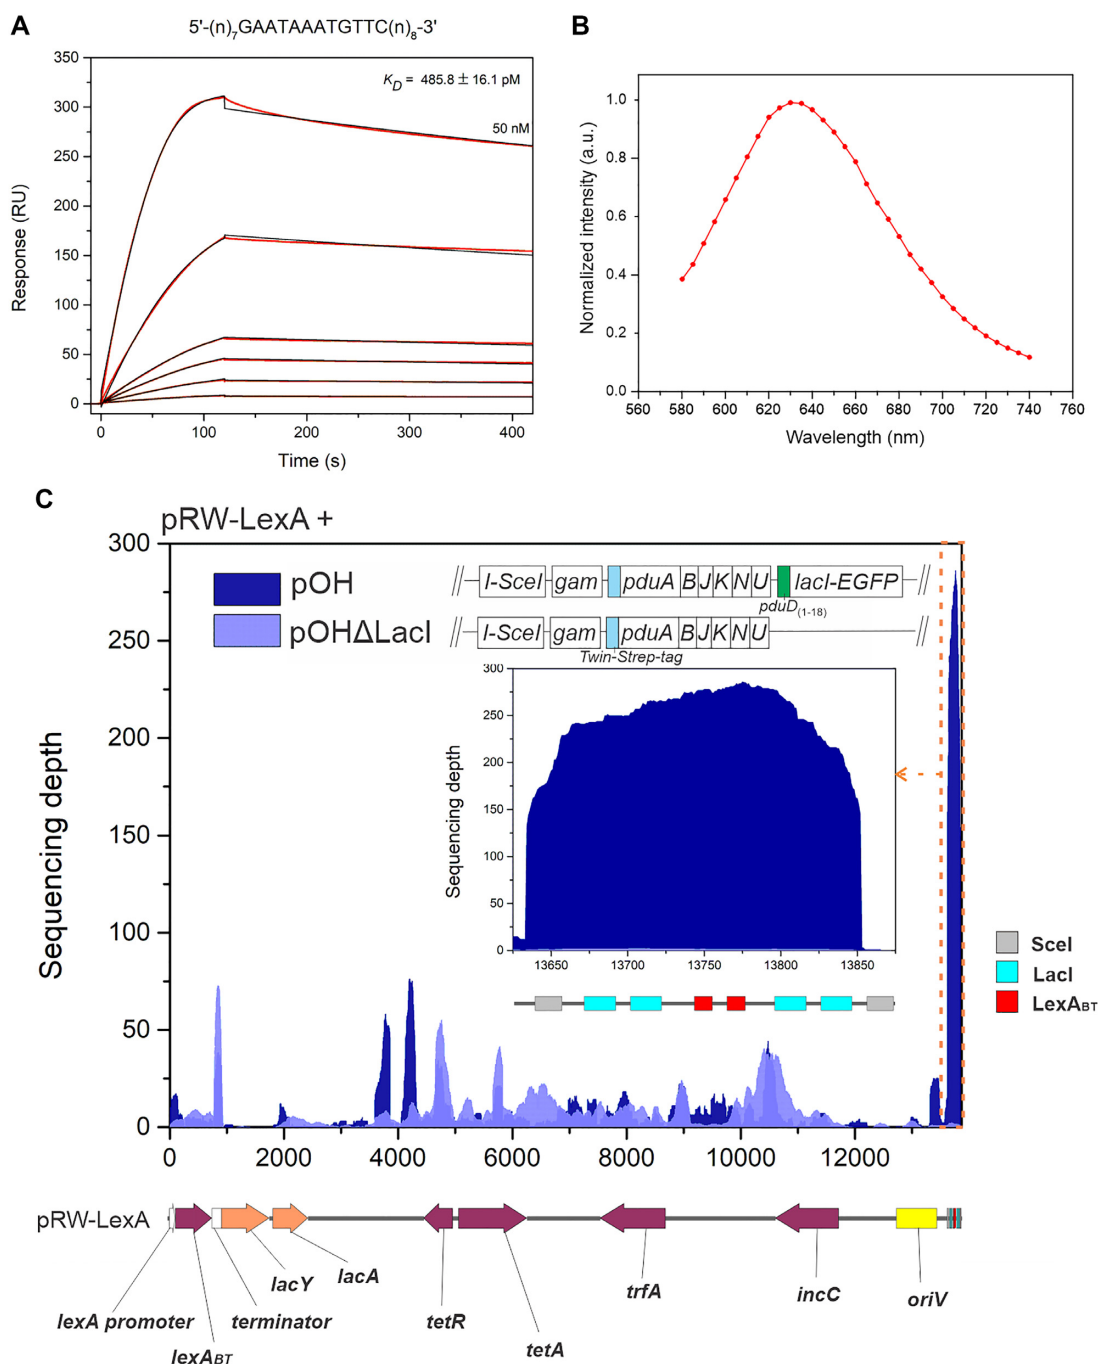 A
5'-(n)7GAATAAATGTTC(n)8-3'
B
350
300
250
200
150
100
50
0
Response (RU)
KD = 485.8 ± 16.1 pM
50 nM
0 100 200 300 400
Time (s)
1.0
0.8
0.6
0.4
0.2
0.0
Normalized intensity (a.u.)
560 580 600 620 640 660 680 700 720 740 760
Wavelength (nm)
C
pRW-LexA +
300
250
200
150
100
50
0
Sequencing depth
pOH
pOHΔLacI
// I-SceI gam pduA B J K N U lacI-EGFP //
pduD(1-18)
// I-SceI gam pduA B J K N U //
Twin-Strep-tag
300
250
200
150
100
50
0
Sequencing depth
13650 13700 13750 13800 13850
SceI
LacI
LexABT
0 2000 4000 6000 8000 10000 12000
pRW-LexA
lexA promoter
lexABT
terminator
lacY
lacA
tetR
tetA
trfA
incC
oriV